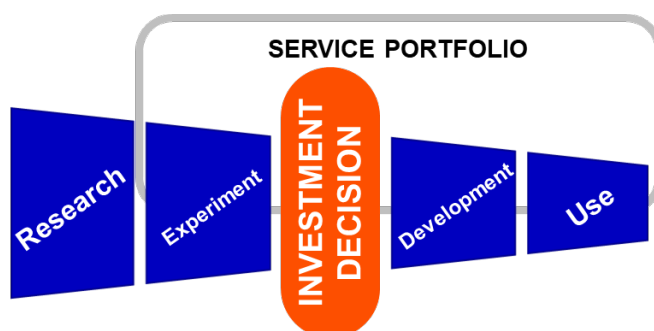 SERVICE PORTFOLIO
Research
Experiment
INVESTMENT
DECISION
Development
Use